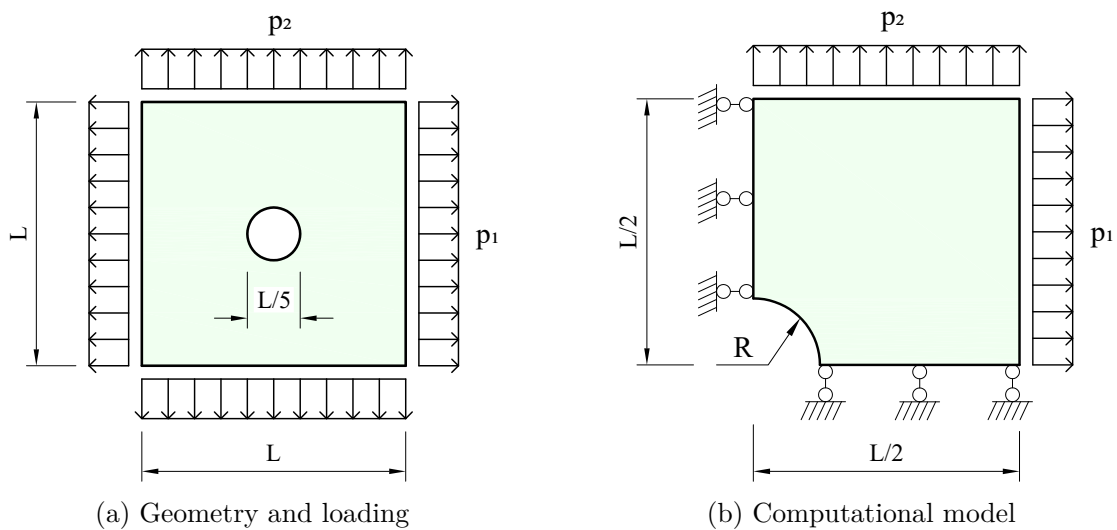 p₂
L
p₁
L/5
L
(a) Geometry and loading
p₂
L/2
p₁
R
L/2
(b) Computational model